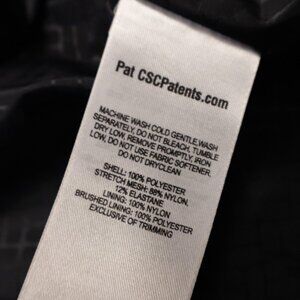 Pat CSCPatents.com
MACHINE WASH COLD GENTLE,WASH
SEPARATELY, DO NOT BLEACH, TUMBLE
DRY LOW, REMOVE PROMPTLY, IRON
LOW, DO NOT USE FABRIC SOFTENER,
DO NOT DRYCLEAN
SHELL: 100% POLYESTER
STRETCH MESH: 88% NYLON,
12% ELASTANE
LINING: 100% NYLON
BRUSHED LINING: 100% POLYESTER
EXCLUSIVE OF TRIMMING